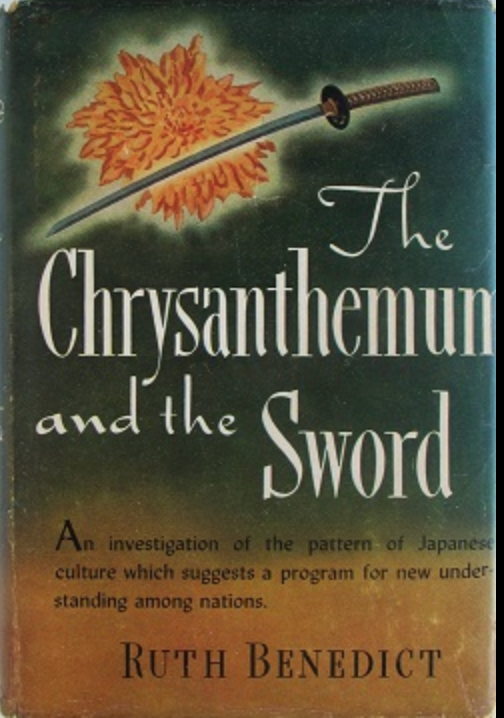 The
Chrysanthemum
and the
Sword
An investigation of the pattern of Japanese
culture which suggests a program for new under-
standing among nations.
RUTH BENEDICT